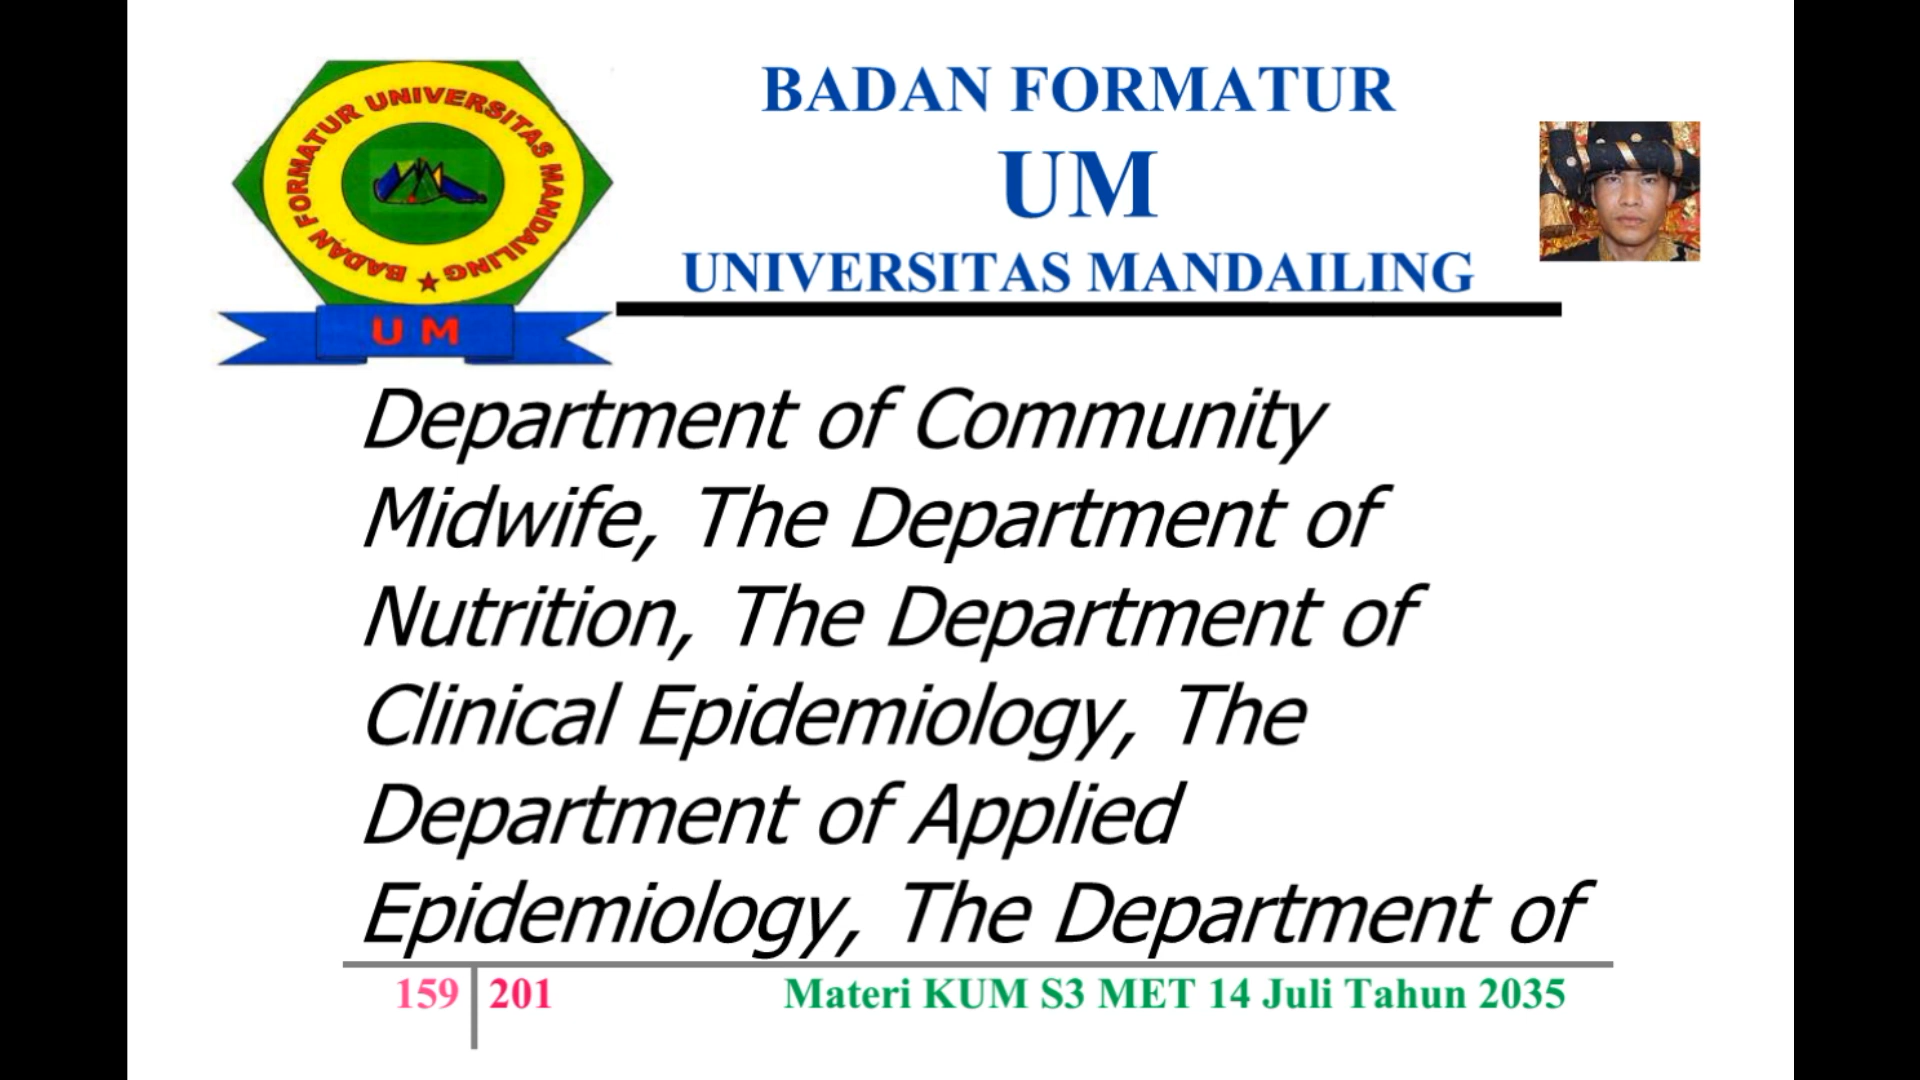 BADAN FORMATUR UNIVERSITAS MANDAILING
U M
BADAN FORMATUR
UM
UNIVERSITAS MANDAILING
Department of Community
Midwife, The Department of
Nutrition, The Department of
Clinical Epidemiology, The
Department of Applied
Epidemiology, The Department of
159 201 Materi KUM S3 MET 14 Juli Tahun 2035